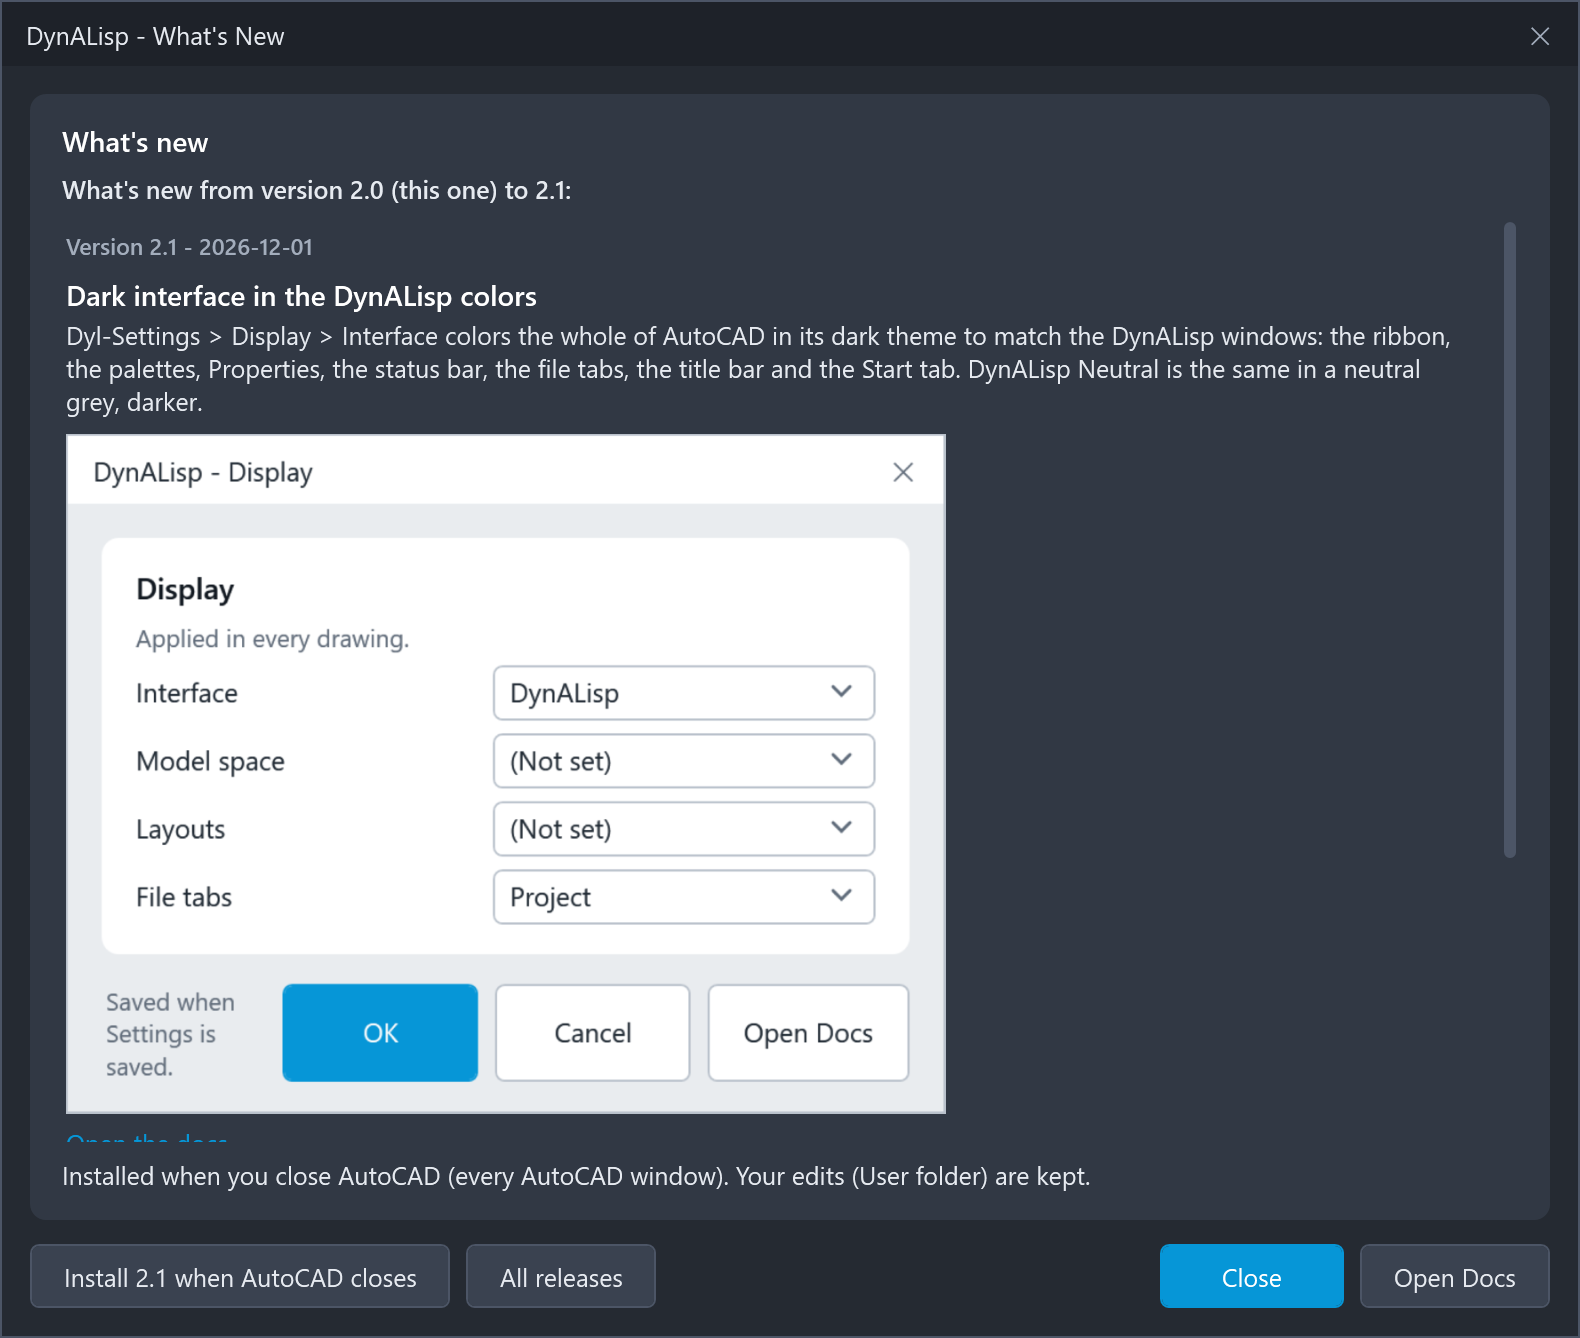 DynALisp - What's New
What's new
What's new from version 2.0 (this one) to 2.1:
Version 2.1 - 2026-12-01
Dark interface in the DynALisp colors
Dyl-Settings > Display > Interface colors the whole of AutoCAD in its dark theme to match the DynALisp windows: the ribbon,
the palettes, Properties, the status bar, the file tabs, the title bar and the Start tab. DynALisp Neutral is the same in a neutral
grey, darker.
DynALisp - Display
Display
Applied in every drawing.
Interface DynALisp
Model space (Not set)
Layouts (Not set)
File tabs Project
Saved when
Settings is
saved.
OK Cancel Open Docs
Open the docs
Installed when you close AutoCAD (every AutoCAD window). Your edits (User folder) are kept.
Install 2.1 when AutoCAD closes All releases Close Open Docs